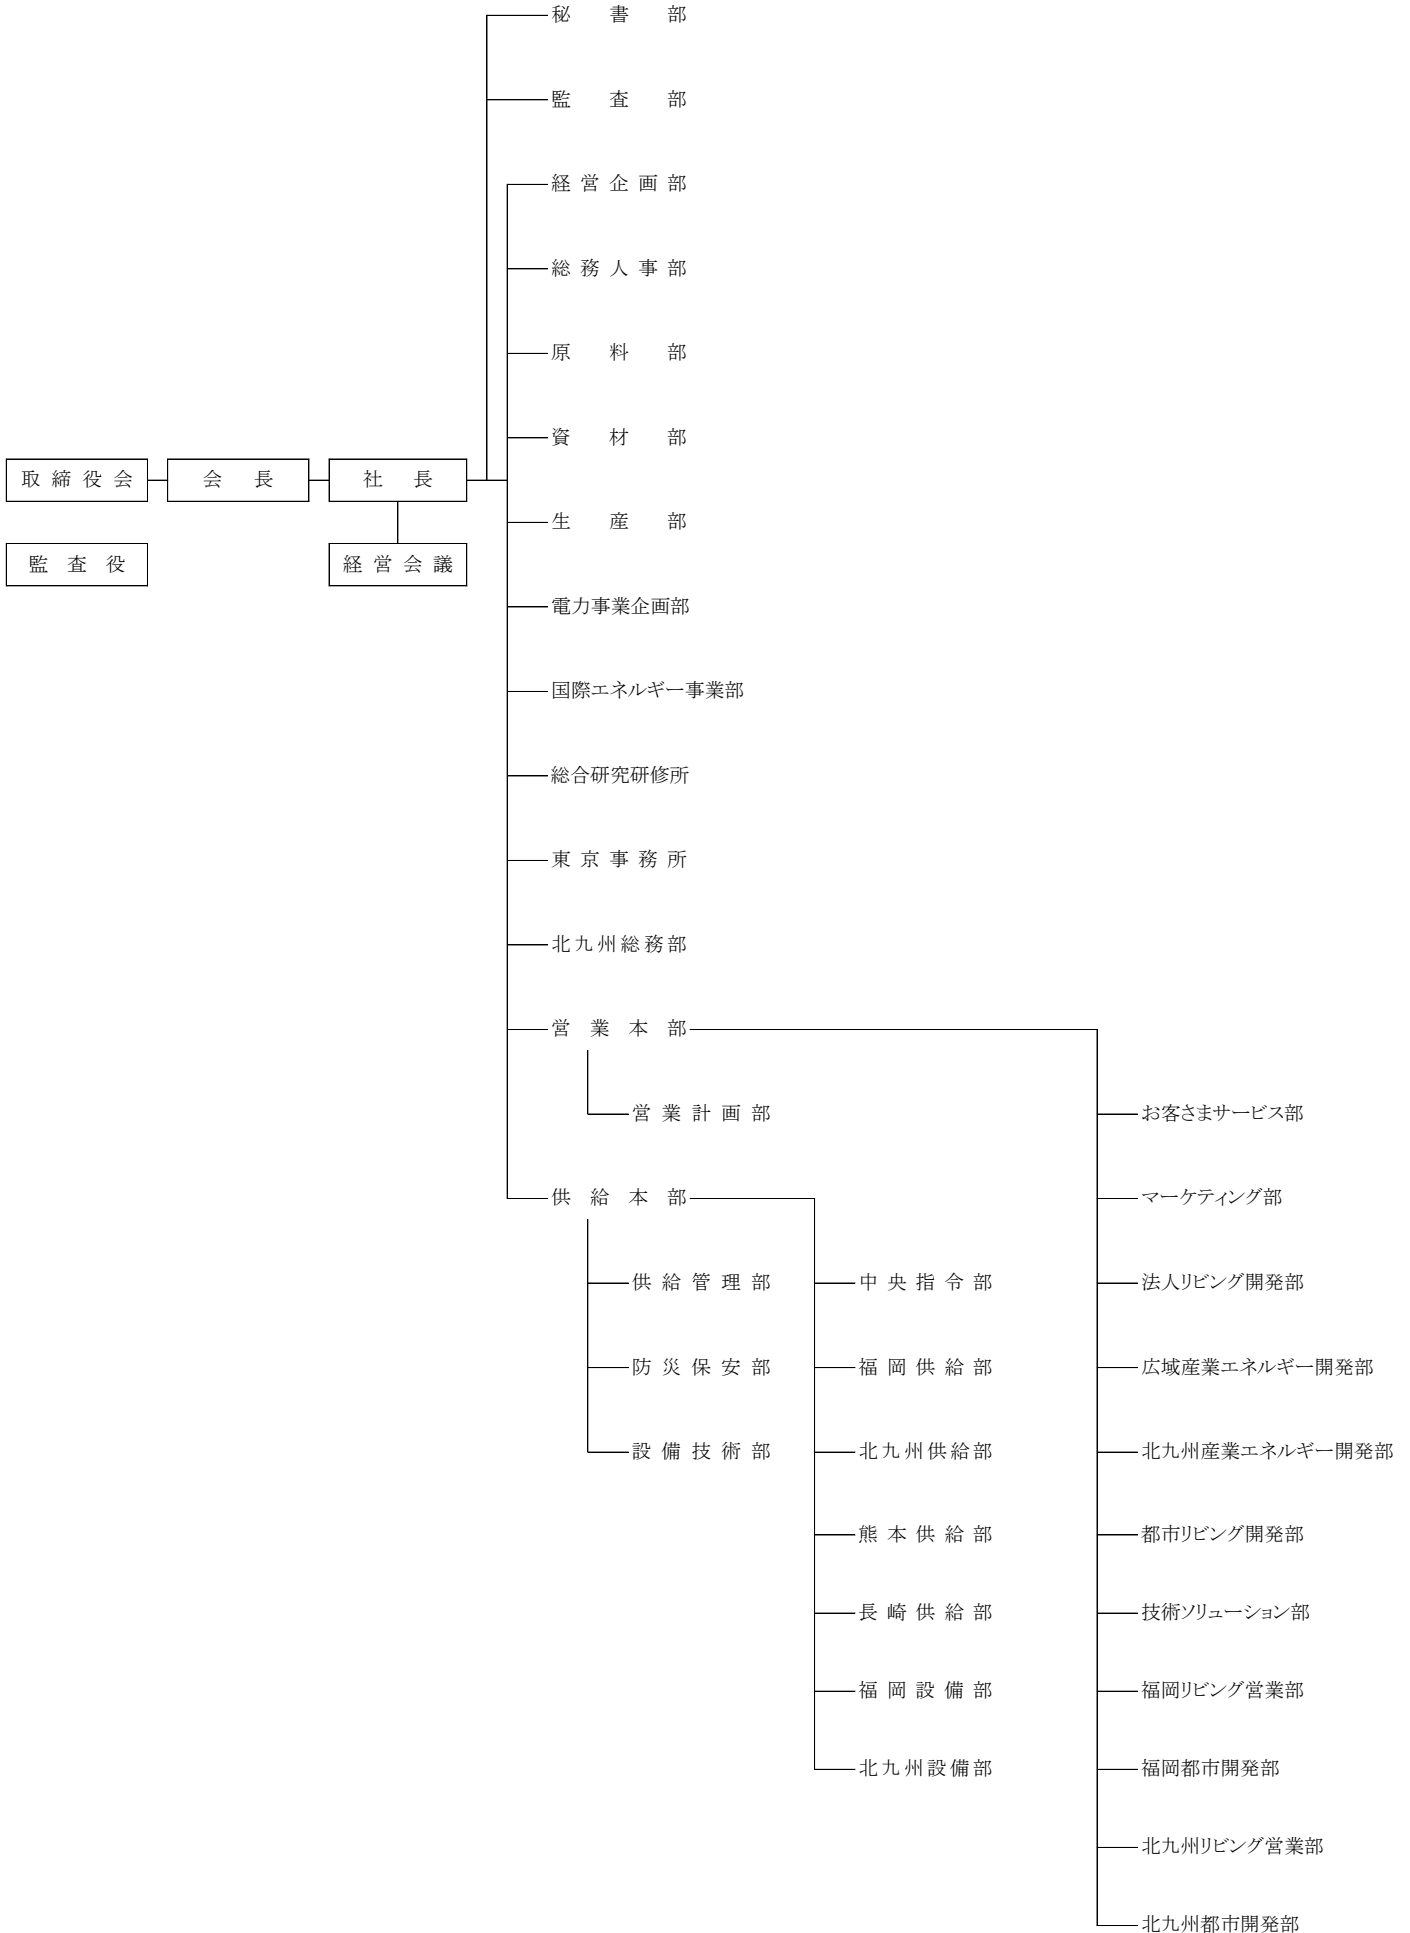 秘書部
監査部
経営企画部
総務人事部
原料部
資材部
取締役会
会長
社長
生産部
監査役
経営会議
電力事業企画部
国際エネルギー事業部
総合研究研修所
東京事務所
北九州総務部
営業本部
営業計画部
お客さまサービス部
供給本部
マーケティング部
供給管理部
中央指令部
法人リビング開発部
防災保安部
福岡供給部
広域産業エネルギー開発部
設備技術部
北九州供給部
北九州産業エネルギー開発部
熊本供給部
都市リビング開発部
長崎供給部
技術ソリューション部
福岡設備部
福岡リビング営業部
北九州設備部
福岡都市開発部
北九州リビング営業部
北九州都市開発部